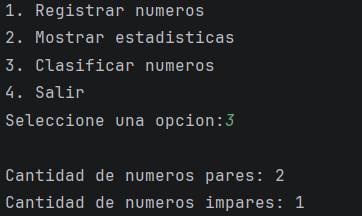 1. Registrar numeros
2. Mostrar estadisticas
3. Clasificar numeros
4. Salir
Seleccione una opcion:3
Cantidad de numeros pares: 2
Cantidad de numeros impares: 1